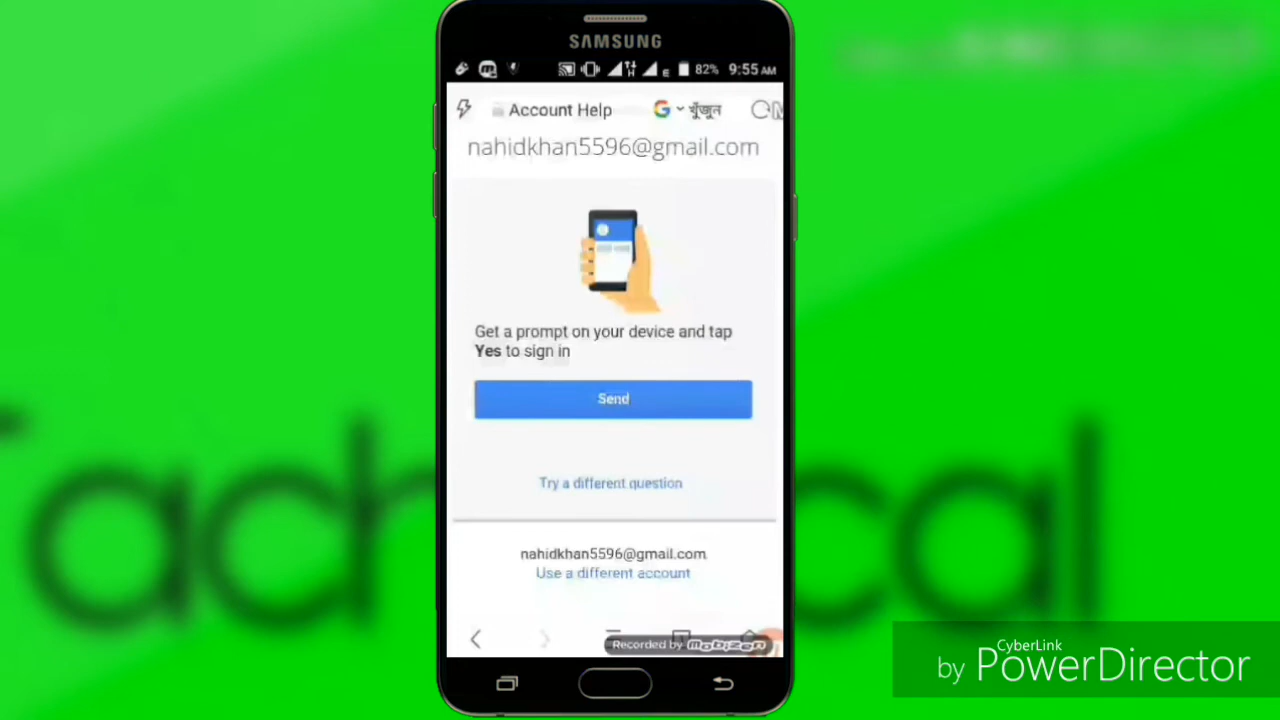 SAMSUNG
82% 9:55 AM
Account Help
খুঁজুন
nahidkhan5596@gmail.com
Get a prompt on your device and tap
Yes to sign in
Send
Try a different question
nahidkhan5596@gmail.com
Use a different account
Recorded by mobizen
CyberLink
by PowerDirector